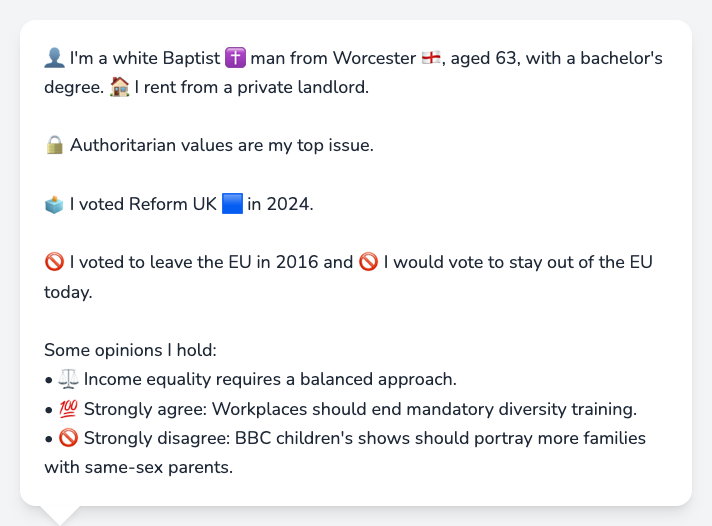 👤 I'm a white Baptist ✝️ man from Worcester 🏴󠁧󠁢󠁥󠁮󠁧󠁿, aged 63, with a bachelor's
degree. 🏠 I rent from a private landlord.
🔒 Authoritarian values are my top issue.
🗳️ I voted Reform UK 🟦 in 2024.
🚫 I voted to leave the EU in 2016 and 🚫 I would vote to stay out of the EU
today.
Some opinions I hold:
• ⚖️ Income equality requires a balanced approach.
• 💯 Strongly agree: Workplaces should end mandatory diversity training.
• 🚫 Strongly disagree: BBC children's shows should portray more families
with same-sex parents.